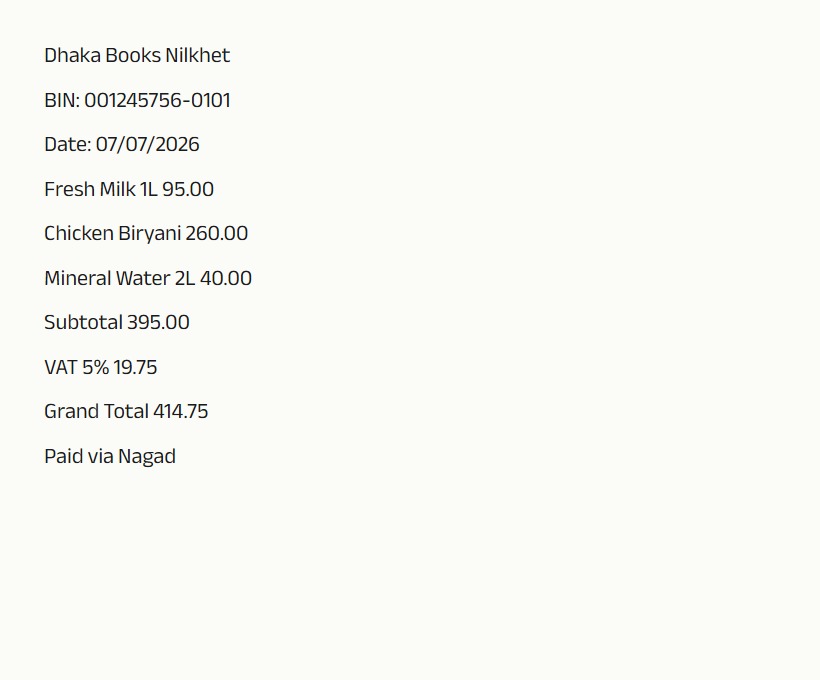 Dhaka Books Nilkhet
BIN: 001245756-0101
Date: 07/07/2026
Fresh Milk 1L 95.00
Chicken Biryani 260.00
Mineral Water 2L 40.00
Subtotal 395.00
VAT 5% 19.75
Grand Total 414.75
Paid via Nagad